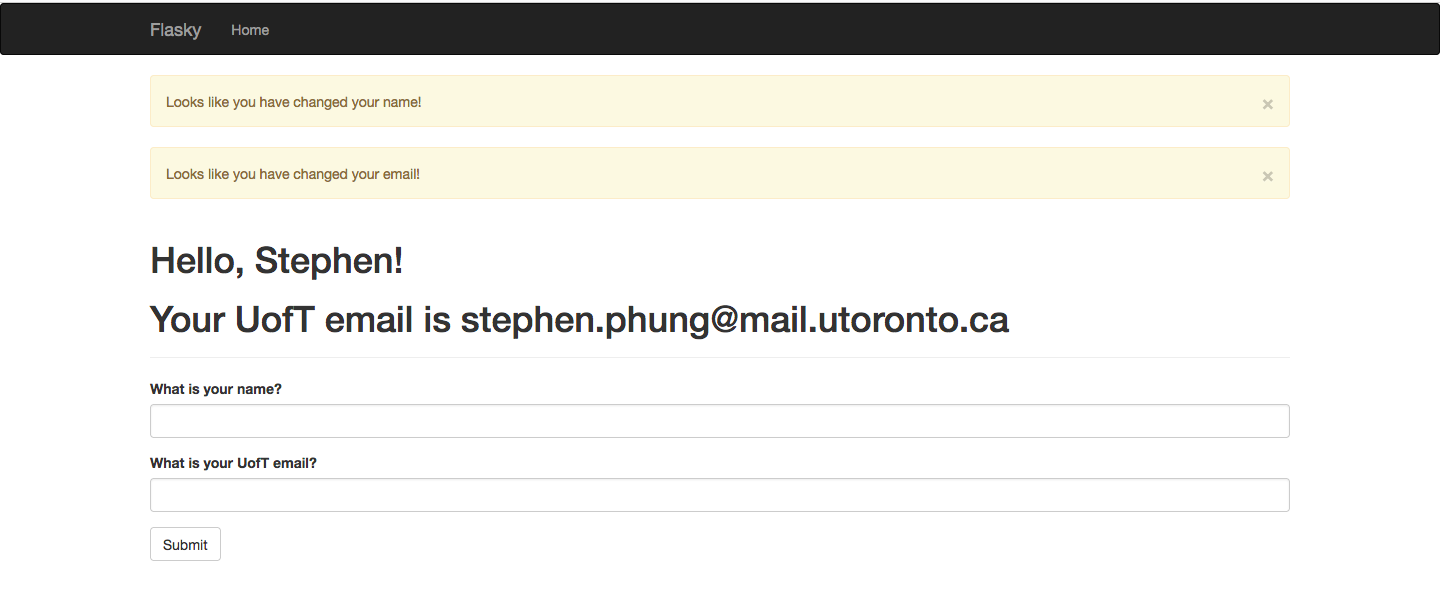 Flasky Home
Looks like you have changed your name! ×
Looks like you have changed your email! ×
Hello, Stephen!
Your UofT email is stephen.phung@mail.utoronto.ca
What is your name?
What is your UofT email?
Submit